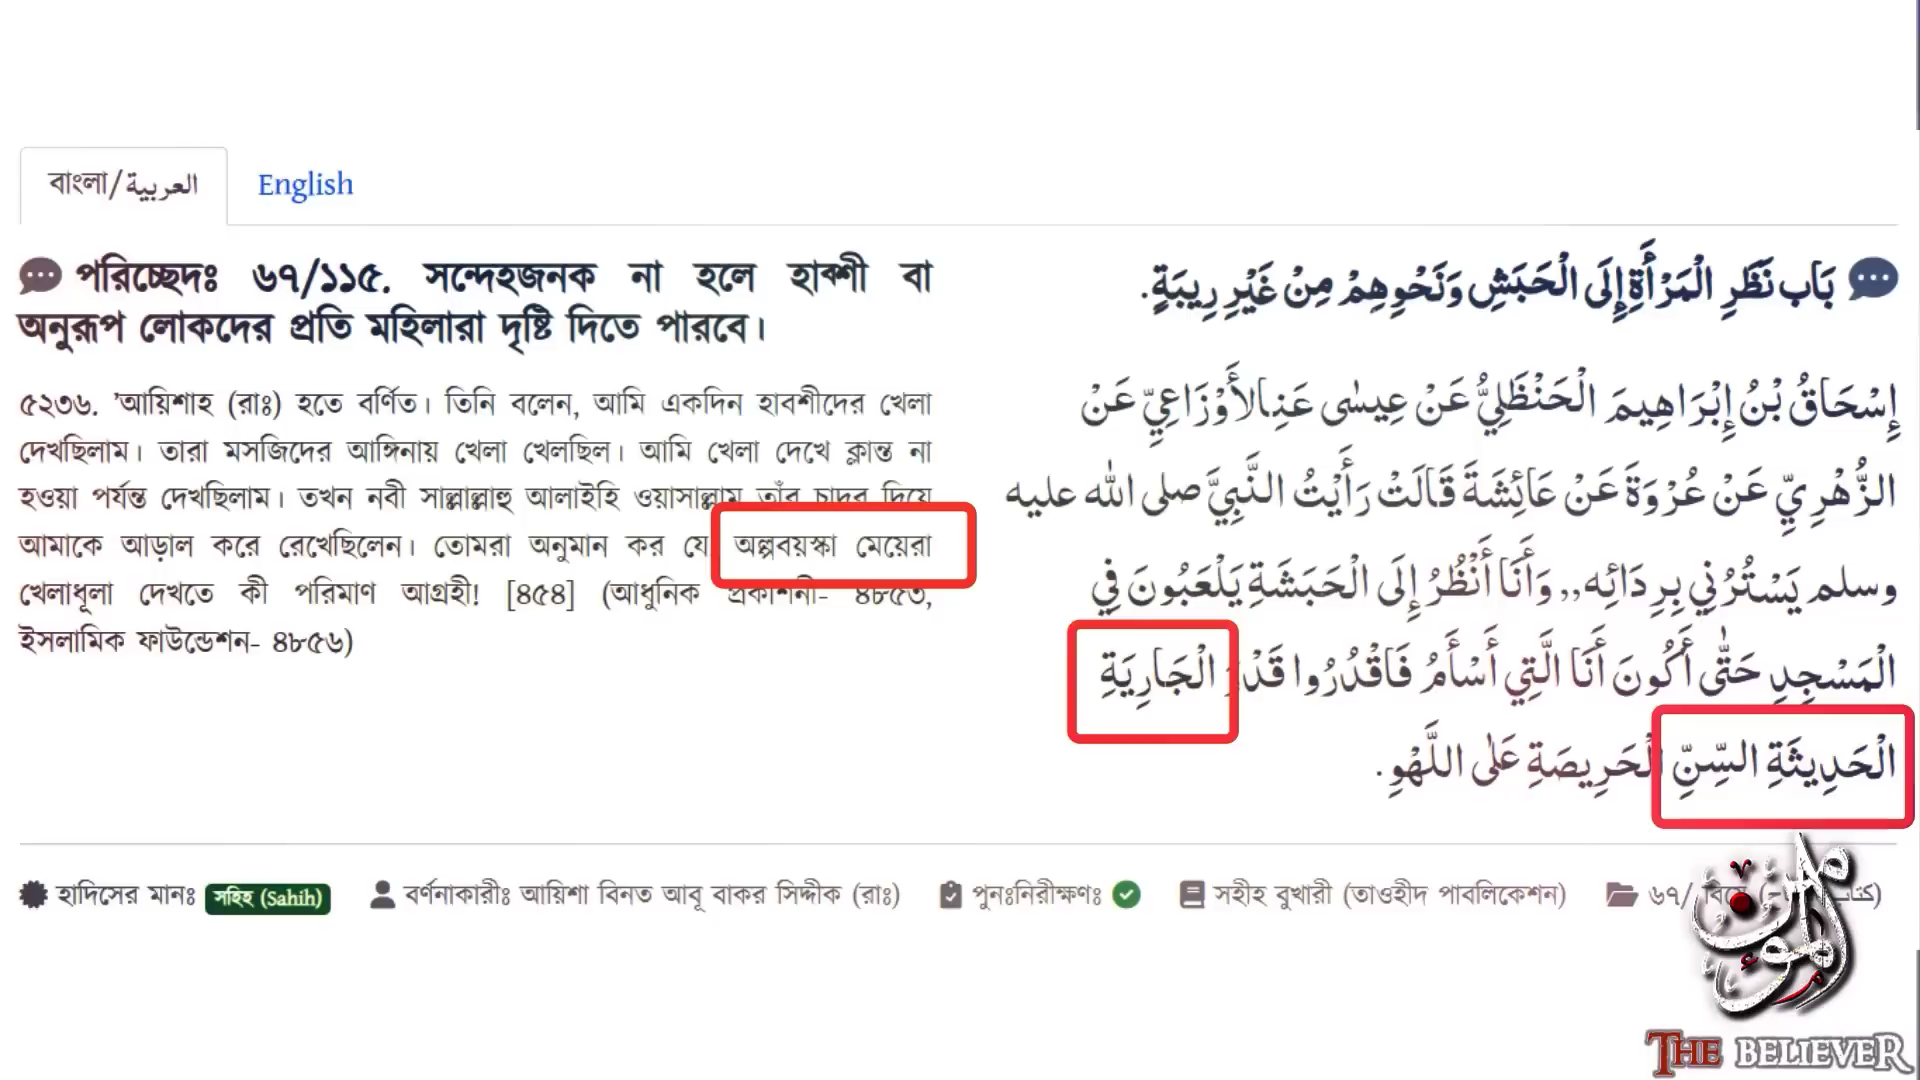 বাংলা/العربية
English
পরিচ্ছেদঃ ৬৭/১১৫. সন্দেহজনক না হলে হাব্শী বা
অনুরূপ লোকদের প্রতি মহিলারা দৃষ্টি দিতে পারবে।
৫২৩৬. 'আয়িশাহ (রাঃ) হতে বর্ণিত। তিনি বলেন, আমি একদিন হাবশীদের খেলা
দেখছিলাম। তারা মসজিদের আঙ্গিনায় খেলা খেলছিল। আমি খেলা দেখে ক্লান্ত না
হওয়া পর্যন্ত দেখছিলাম। তখন নবী সাল্লাল্লাহু আলাইহি ওয়াসাল্লাম তাঁর চাদর দিয়ে
আমাকে আড়াল করে রেখেছিলেন। তোমরা অনুমান কর যে অল্পবয়স্কা মেয়েরা
খেলাধূলা দেখতে কী পরিমাণ আগ্রহী! [৪৫৪] (আধুনিক প্রকাশনী- ৪৮৫৩,
ইসলামিক ফাউন্ডেশন- ৪৮৫৬)
بَاب نَظَرِ الْمَرْأَةِ إِلَى الْحَبَشِ وَنَحْوِهِمْ مِنْ غَيْرِ رِيبَةٍ.
إِسْحَاقُ بْنُ إِبْرَاهِيمَ الْحَنْظَلِيُّ عَنْ عِيسٰى عَنِ الأَوْزَاعِيِّ عَنْ
الزُّهْرِيِّ عَنْ عُرْوَةَ عَنْ عَائِشَةَ قَالَتْ رَأَيْتُ النَّبِيَّ صلى الله عليه
وسلم يَسْتُرُنِي بِرِدَائِه„ وَأَنَا أَنْظُرُ إِلَى الْحَبَشَةِ يَلْعَبُونَ فِي
الْمَسْجِدِ حَتّٰى أَكُونَ أَنَا الَّتِي أَسْأَمُ فَاقْدُرُوا قَدْرَ الْجَارِيَةِ
الْحَدِيثَةِ السِّنِّ الْحَرِيصَةِ عَلٰى اللَّهْوِ.
হাদিসের মানঃ সহিহ (Sahih)
বর্ণনাকারীঃ আয়িশা বিনত আবূ বাকর সিদ্দীক (রাঃ)
পুনঃনিরীক্ষণঃ
সহীহ বুখারী (তাওহীদ পাবলিকেশন)
৬৭/
THE BELIEVER